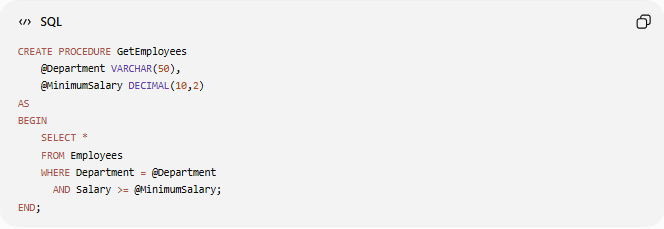 SQL
CREATE PROCEDURE GetEmployees
    @Department VARCHAR(50),
    @MinimumSalary DECIMAL(10,2)
AS
BEGIN
    SELECT *
    FROM Employees
    WHERE Department = @Department
      AND Salary >= @MinimumSalary;
END;